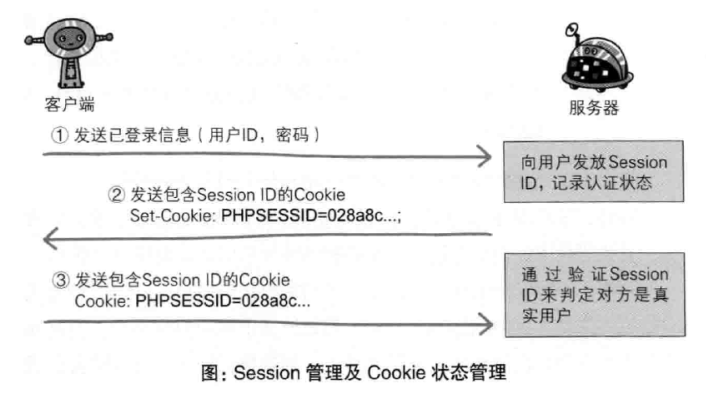 客户端
服务器
① 发送已登录信息（用户ID，密码）
向用户发放Session
ID，记录认证状态
② 发送包含Session ID的Cookie
Set-Cookie: PHPSESSID=028a8c...;
③ 发送包含Session ID的Cookie
Cookie: PHPSESSID=028a8c...
通过验证Session
ID来判定对方是真
实用户
图：Session 管理及 Cookie 状态管理